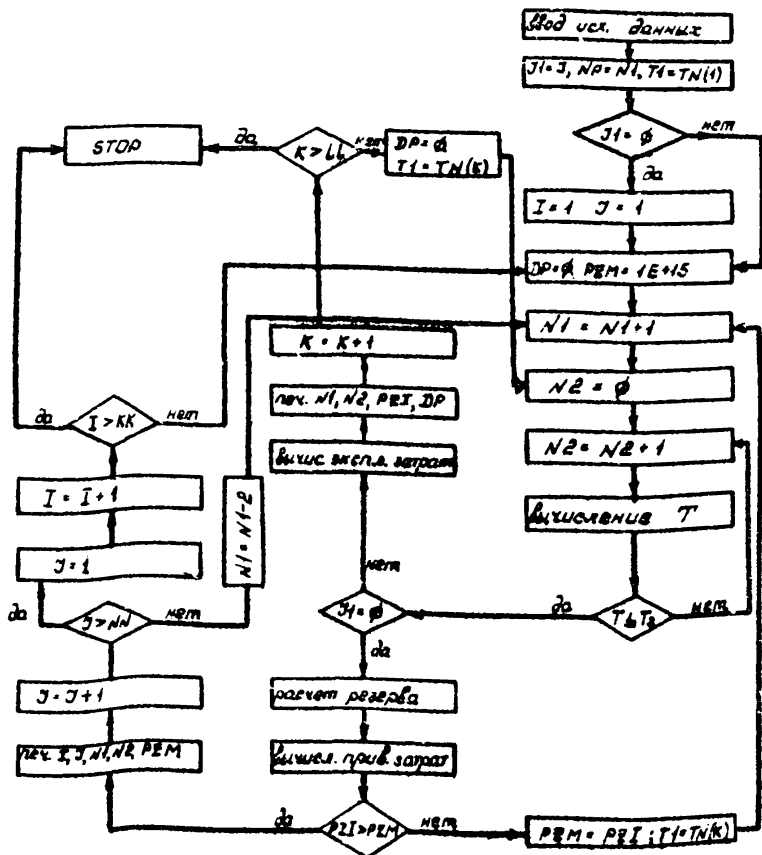 Ввод исх. данных
J1=J, NP=N1, T1=TN(1)
J1=ø
нет
да
I=1 J=1
DP=ø PZM=1E+15
N1=N1+1
N2=ø
N2=N2+1
Вычисление T
нет
да
STOP
да
K>LL
нет
DP=ø
T1=TN(K)
K=K+1
печ. N1, N2, PZI, DP
Вычис. экспл. затрат
нет
J1=ø
да
расчет резерва
вычисл. прив. затрат
да
PZI>PZM
нет
PZM=PZI; T1=TN(K)
да
I>KK
нет
I=I+1
J=1
N1=N1-2
да
J>NN
нет
J=J+1
печ. I, J, N1, N2, PZM